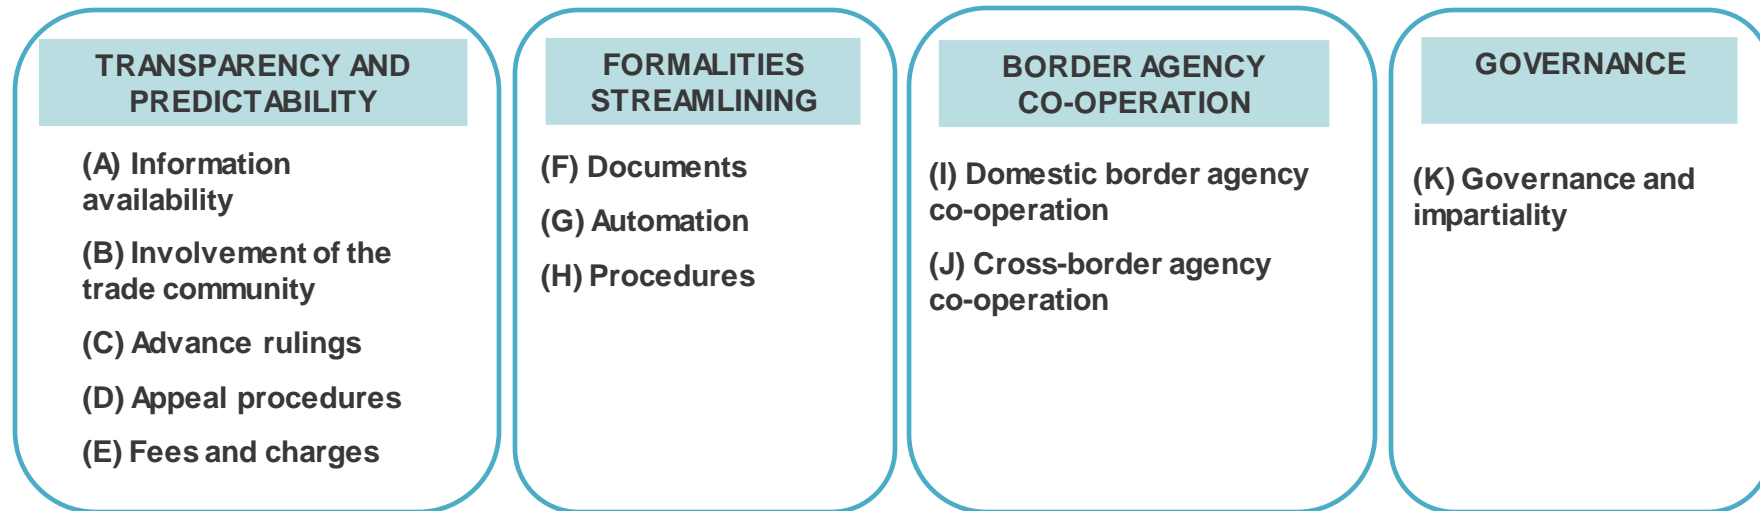 TRANSPARENCY AND
PREDICTABILITY
(A) Information
availability
(B) Involvement of the
trade community
(C) Advance rulings
(D) Appeal procedures
(E) Fees and charges
FORMALITIES
STREAMLINING
(F) Documents
(G) Automation
(H) Procedures
BORDER AGENCY
CO-OPERATION
(I) Domestic border agency
co-operation
(J) Cross-border agency
co-operation
GOVERNANCE
(K) Governance and
impartiality